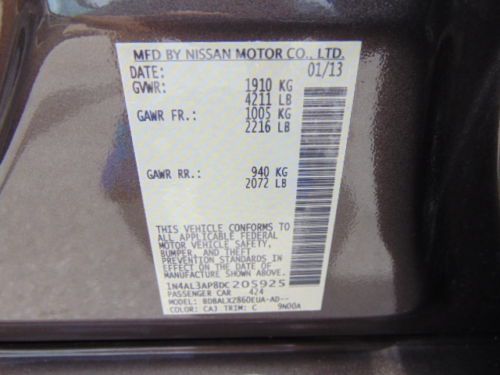 MFD BY NISSAN MOTOR CO., LTD.
DATE: 01/13
GVWR: 1910 KG
4211 LB
GAWR FR.: 1005 KG
2216 LB
GAWR RR.: 940 KG
2072 LB
THIS VEHICLE CONFORMS TO
ALL APPLICABLE FEDERAL
MOTOR VEHICLE SAFETY,
BUMPER, AND THEFT
PREVENTION STANDARDS
IN EFFECT ON THE DATE OF
MANUFACTURE SHOWN ABOVE.
1N4AL3AP8DC205925
PASSENGER CAR 424
MODEL: BDBALXZ860EUA-AD--
COLOR: CAJ TRIM: C 9N00A